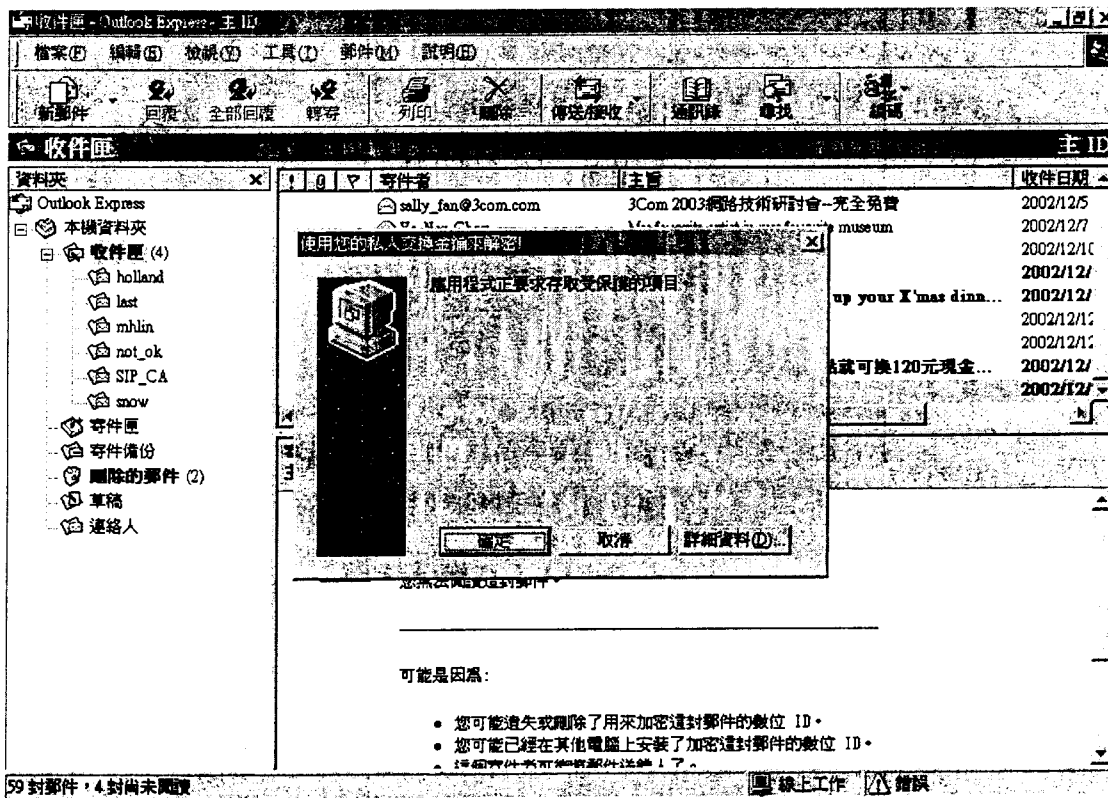 收件匣 - Outlook Express - 主 ID
檔案(F) 編輯(E) 檢視(V) 工具(T) 郵件(M) 說明(H)
新郵件 回覆 全部回覆 轉寄 列印 刪除 傳送/接收 通訊錄 尋找 編碼
收件匣 主 ID
資料夾 寄件者 主旨 收件日期
Outlook Express
sally_fan@3com.com 3Com 2003網路技術研討會--完全免費 2002/12/5
本機資料夾
museum 2002/12/7
收件匣 (4)
2002/12/1
holland
2002/12/
last
up your X'mas dinn... 2002/12/
mhlin
2002/12/12
not_ok
2002/12/12
SIP_CA
就可換120元現金... 2002/12/
snow
2002/12/
寄件匣
寄件備份
刪除的郵件 (2)
草稿
連絡人
使用您的私人交換金鑰來解密!
應用程式正要求存取受保護的項目。
確定 取消 詳細資料(D)...
您無法閱讀這封郵件。
可能是因為:
• 您可能遺失或刪除了用來加密這封郵件的數位 ID。
• 您可能已經在其他電腦上安裝了加密這封郵件的數位 ID。
59 封郵件，4 封尚未閱讀 線上工作 錯誤